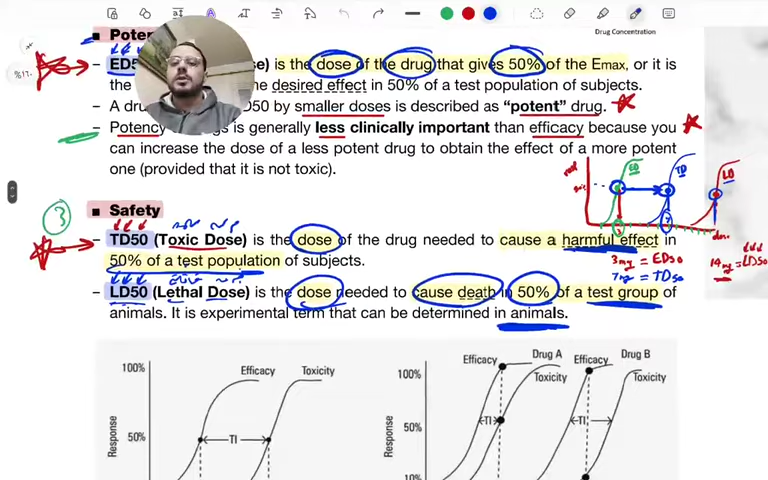 Drug Concentration
■ Poten
– ED5 se) is the dose of the drug that gives 50% of the Emax, or it is
the desired effect in 50% of a test population of subjects.
– A dru D50 by smaller doses is described as "potent" drug.
– Potency is generally less clinically important than efficacy because you
can increase the dose of a less potent drug to obtain the effect of a more potent
one (provided that it is not toxic).
ED TD LD
3
■ Safety
– TD50 (Toxic Dose) is the dose of the drug needed to cause a harmful effect in
50% of a test population of subjects.
dose
3mg = ED50
7mg = TD50
14mg = LD50
– LD50 (Lethal Dose) is the dose needed to cause death in 50% of a test group of
animals. It is experimental term that can be determined in animals.
100% Efficacy Toxicity
50% TI
Response
Efficacy Drug A Efficacy Drug B
100% Toxicity Toxicity
50% TI TI
10%
Response